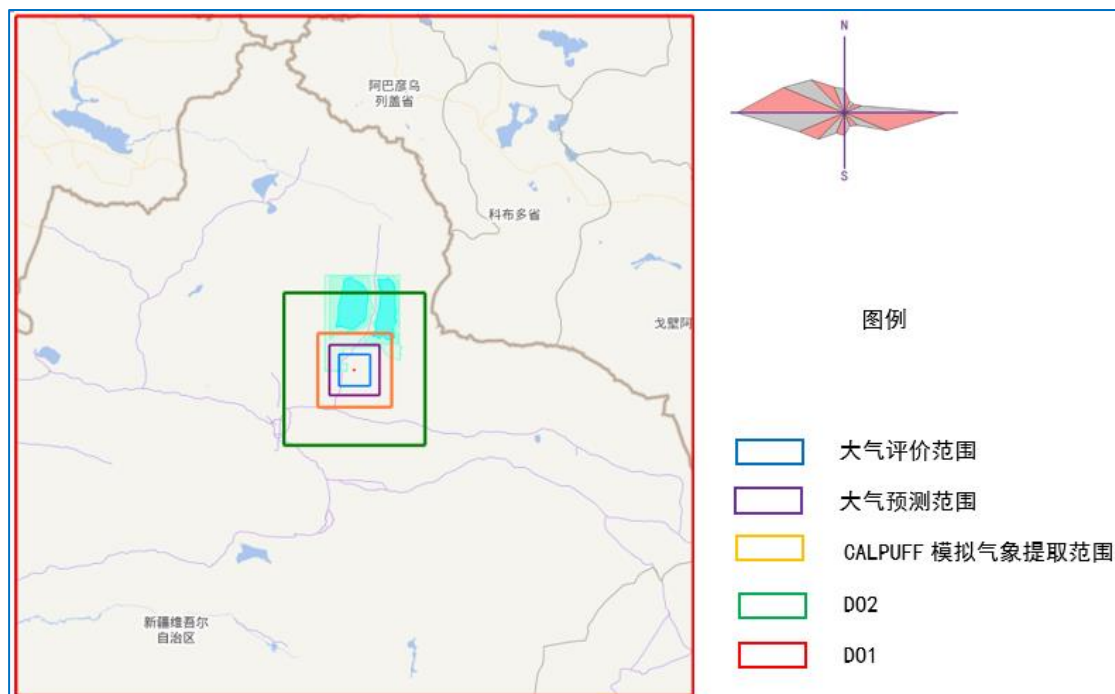 阿巴彦乌
列盖省
科布多省
戈壁阿
新疆维吾尔
自治区
N
S
图例
大气评价范围
大气预测范围
CALPUFF 模拟气象提取范围
D02
D01